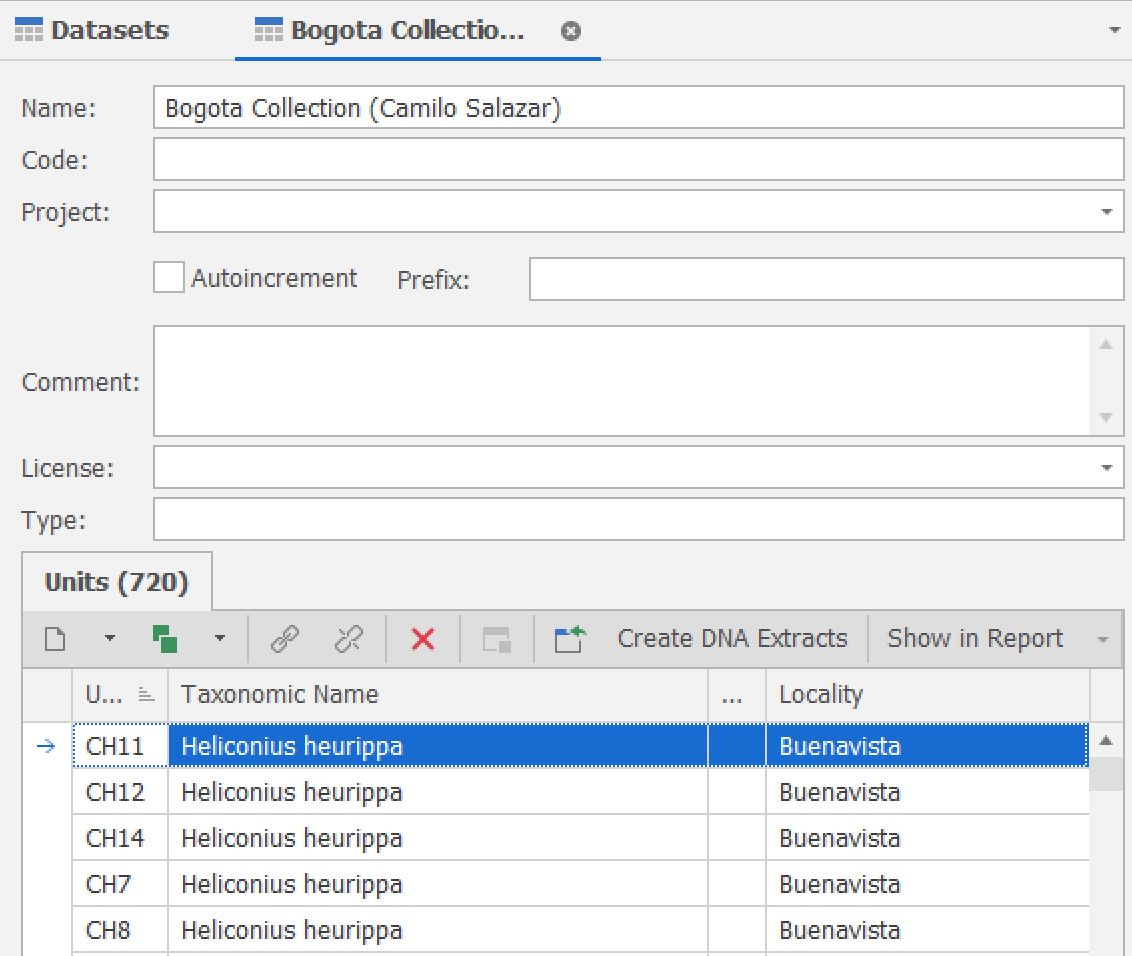 Datasets Bogota Collectio...
Name: Bogota Collection (Camilo Salazar)
Code:
Project:
Autoincrement Prefix:
Comment:
License:
Type:
Units (720)
Create DNA Extracts Show in Report
U... Taxonomic Name ... Locality
CH11 Heliconius heurippa Buenavista
CH12 Heliconius heurippa Buenavista
CH14 Heliconius heurippa Buenavista
CH7 Heliconius heurippa Buenavista
CH8 Heliconius heurippa Buenavista